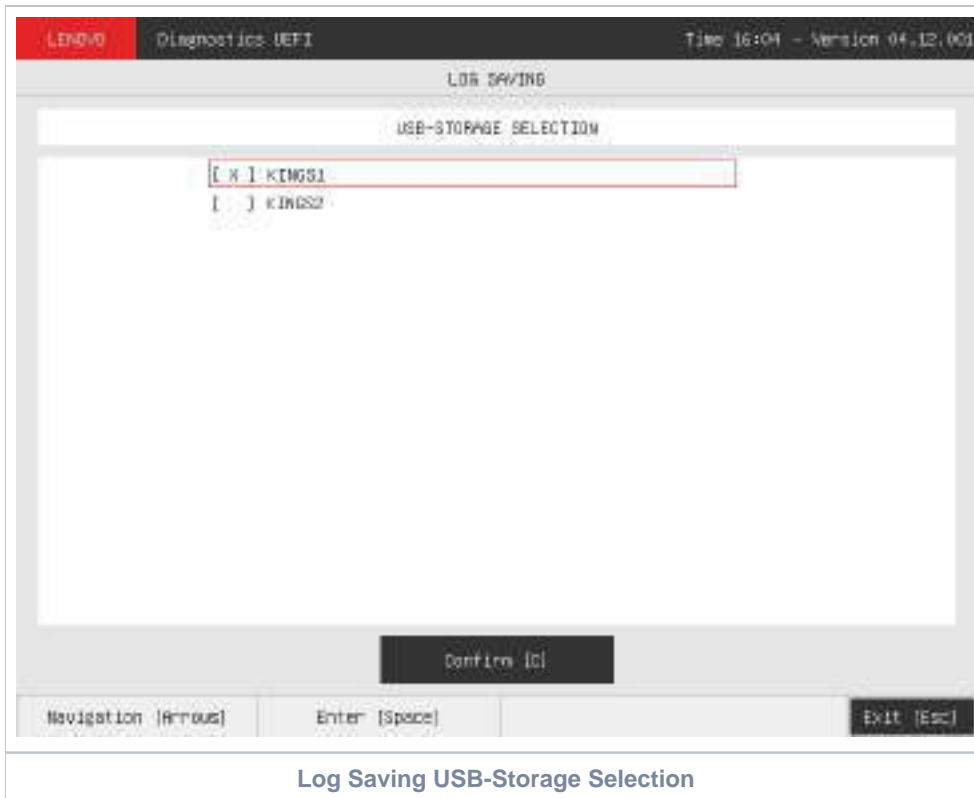 LENOVO Diagnostics UEFI Time 16:04 - Version 04.12.001
LOG SAVING
USB-STORAGE SELECTION
[ X ] KINGS1
[   ] KINGS2
Confirm [C]
Navigation [Arrows] Enter [Space] Exit [Esc]
Log Saving USB-Storage Selection